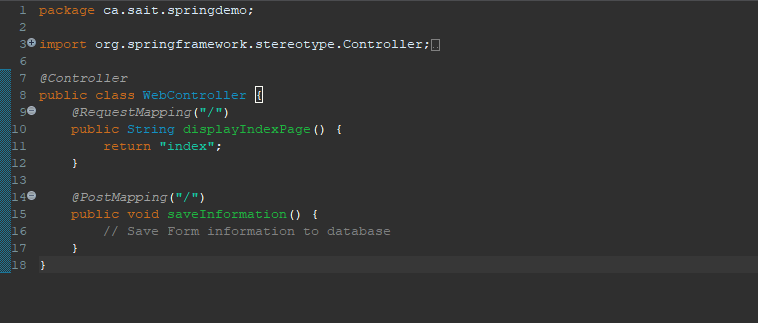 1 package ca.sait.springdemo;
2
3 import org.springframework.stereotype.Controller;
6
7 @Controller
8 public class WebController {
9 @RequestMapping("/")
10 public String displayIndexPage() {
11 return "index";
12 }
13
14 @PostMapping("/")
15 public void saveInformation() {
16 // Save Form information to database
17 }
18 }